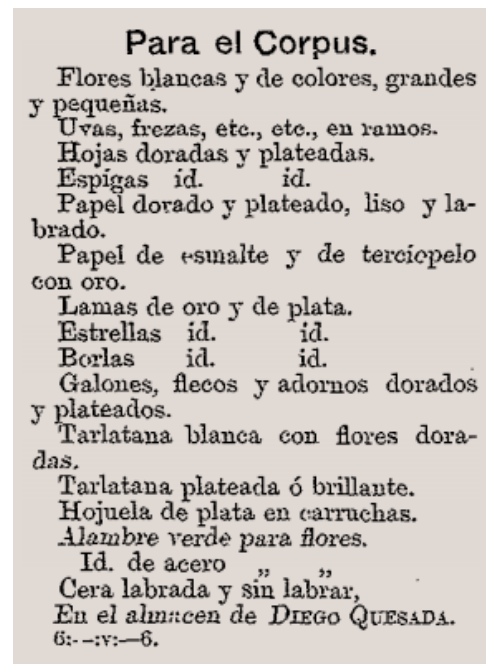 Para el Corpus.
Flores blancas y de colores, grandes
y pequeñas.
Uvas, frezas, etc., etc., en ramos.
Hojas doradas y plateadas.
Espigas id. id.
Papel dorado y plateado, liso y la-
brado.
Papel de esmalte y de terciopelo
con oro.
Lamas de oro y de plata.
Estrellas id. id.
Borlas id. id.
Galones, flecos y adornos dorados
y plateados.
Tarlatana blanca con flores dora-
das.
Tarlatana plateada ó brillante.
Hojuela de plata en carruchas.
Alambre verde para flores.
Id. de acero „ „
Cera labrada y sin labrar,
En el almacen de DIEGO QUESADA.
6:--:v:—6.